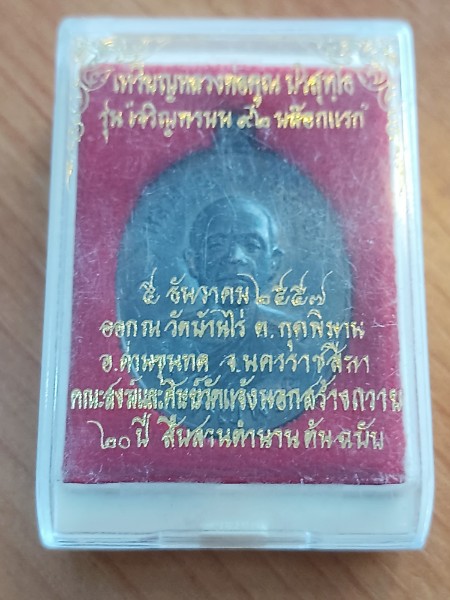 เหรียญหลวงพ่อคูณ ปริสุทฺโธ
รุ่น "เจริญพรบน ๙๒ บล๊อกแรก"
๕ ธันวาคม ๒๕๕๗
ออก ณ วัดบ้านไร่ ต.กุดพิมาน
อ.ด่านขุนทด จ.นครราชสีมา
คณะสงฆ์และศิษย์วัดแจ้งนอกสร้างถวาย
๒๐ ปี สืบสานตำนาน ต้นฉบับ